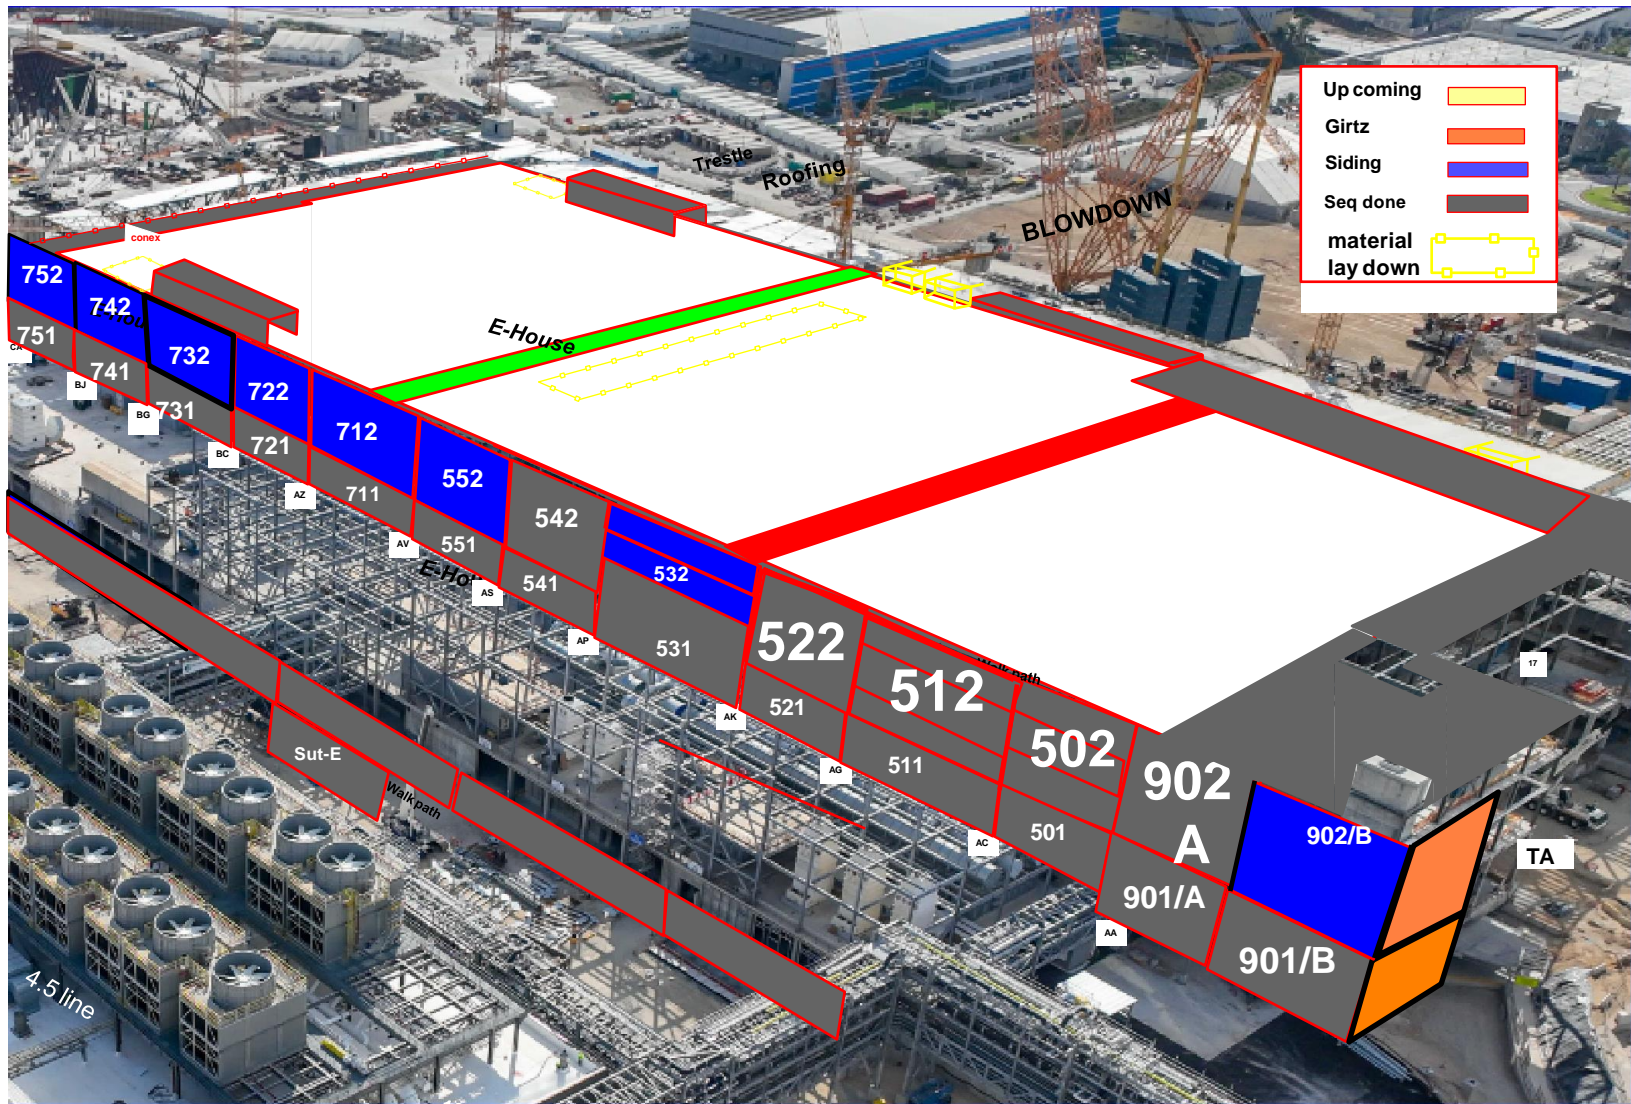 Up coming
Girtz
Siding
Seq done
material
lay down
Trestle
Roofing
BLOWDOWN
conex
E-House
752
742
732
722
712
552
542
532
522
512
502
902
A
902/B
751
741
731
721
711
551
541
531
521
511
501
901/A
901/B
CA
BJ
BG
BC
AZ
AV
AS
AP
AK
AG
AC
AA
17
TA
Sut-E
Walkpath
4.5 line